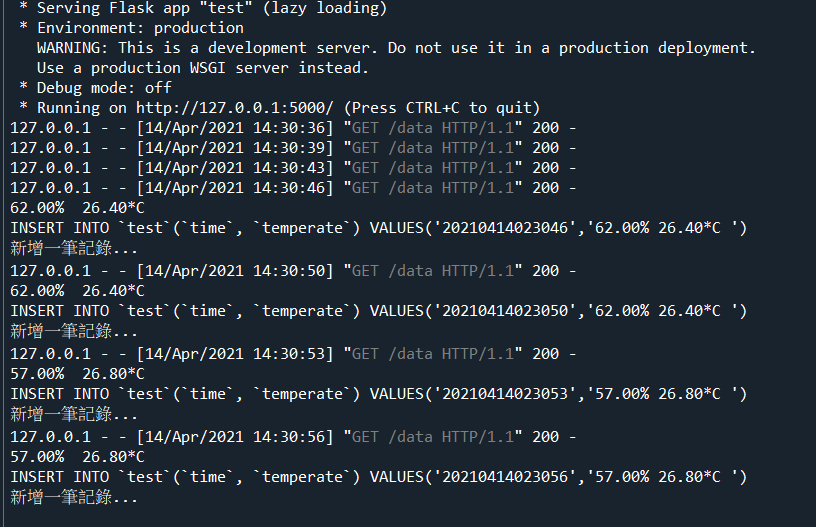 * Serving Flask app "test" (lazy loading)
* Environment: production
WARNING: This is a development server. Do not use it in a production deployment.
Use a production WSGI server instead.
* Debug mode: off
* Running on http://127.0.0.1:5000/ (Press CTRL+C to quit)
127.0.0.1 - - [14/Apr/2021 14:30:36] "GET /data HTTP/1.1" 200 -
127.0.0.1 - - [14/Apr/2021 14:30:39] "GET /data HTTP/1.1" 200 -
127.0.0.1 - - [14/Apr/2021 14:30:43] "GET /data HTTP/1.1" 200 -
127.0.0.1 - - [14/Apr/2021 14:30:46] "GET /data HTTP/1.1" 200 -
62.00%  26.40*C
INSERT INTO `test`(`time`, `temperate`) VALUES('20210414023046','62.00% 26.40*C ')
新增一筆記錄...
127.0.0.1 - - [14/Apr/2021 14:30:50] "GET /data HTTP/1.1" 200 -
62.00%  26.40*C
INSERT INTO `test`(`time`, `temperate`) VALUES('20210414023050','62.00% 26.40*C ')
新增一筆記錄...
127.0.0.1 - - [14/Apr/2021 14:30:53] "GET /data HTTP/1.1" 200 -
57.00%  26.80*C
INSERT INTO `test`(`time`, `temperate`) VALUES('20210414023053','57.00% 26.80*C ')
新增一筆記錄...
127.0.0.1 - - [14/Apr/2021 14:30:56] "GET /data HTTP/1.1" 200 -
57.00%  26.80*C
INSERT INTO `test`(`time`, `temperate`) VALUES('20210414023056','57.00% 26.80*C ')
新增一筆記錄...